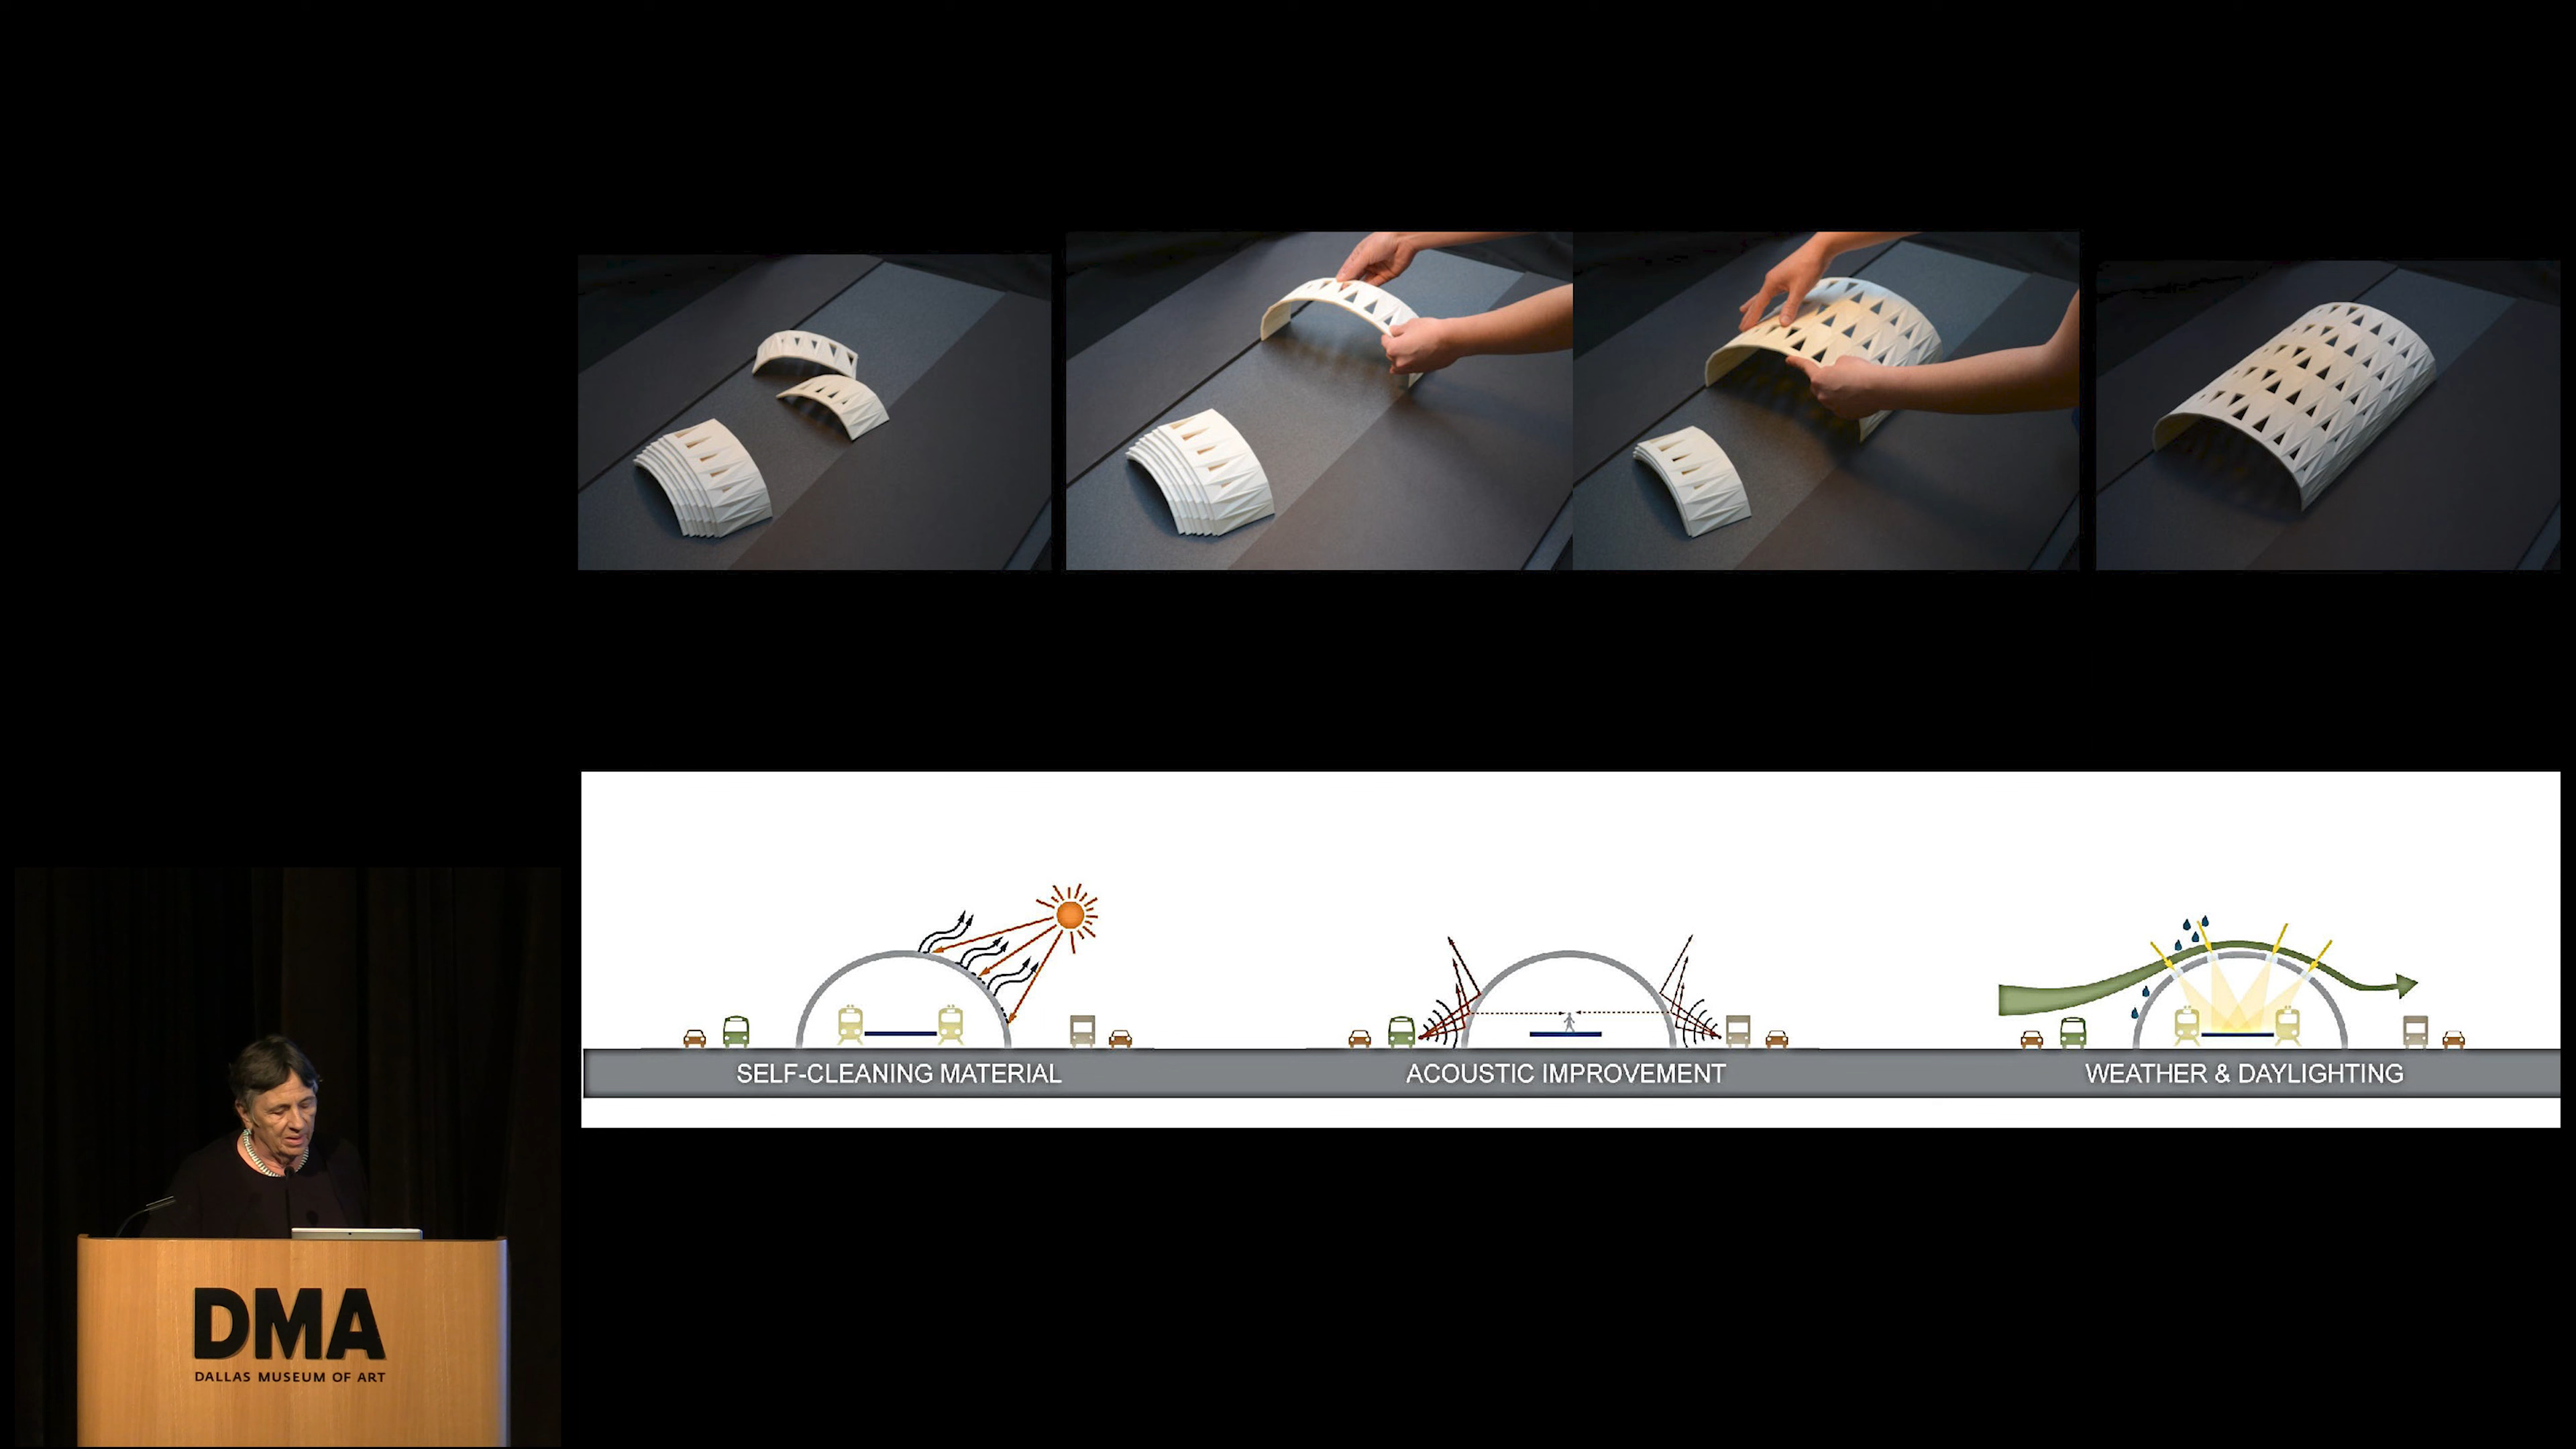 SELF-CLEANING MATERIAL
ACOUSTIC IMPROVEMENT
WEATHER & DAYLIGHTING
DMA
DALLAS MUSEUM OF ART